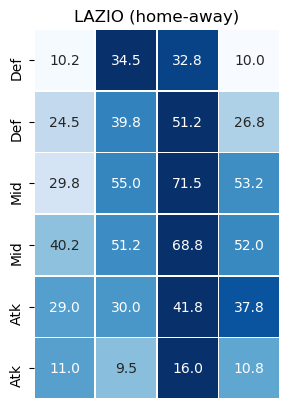 LAZIO (home-away)
Def 10.2 34.5 32.8 10.0
Def 24.5 39.8 51.2 26.8
Mid 29.8 55.0 71.5 53.2
Mid 40.2 51.2 68.8 52.0
Atk 29.0 30.0 41.8 37.8
Atk 11.0 9.5 16.0 10.8